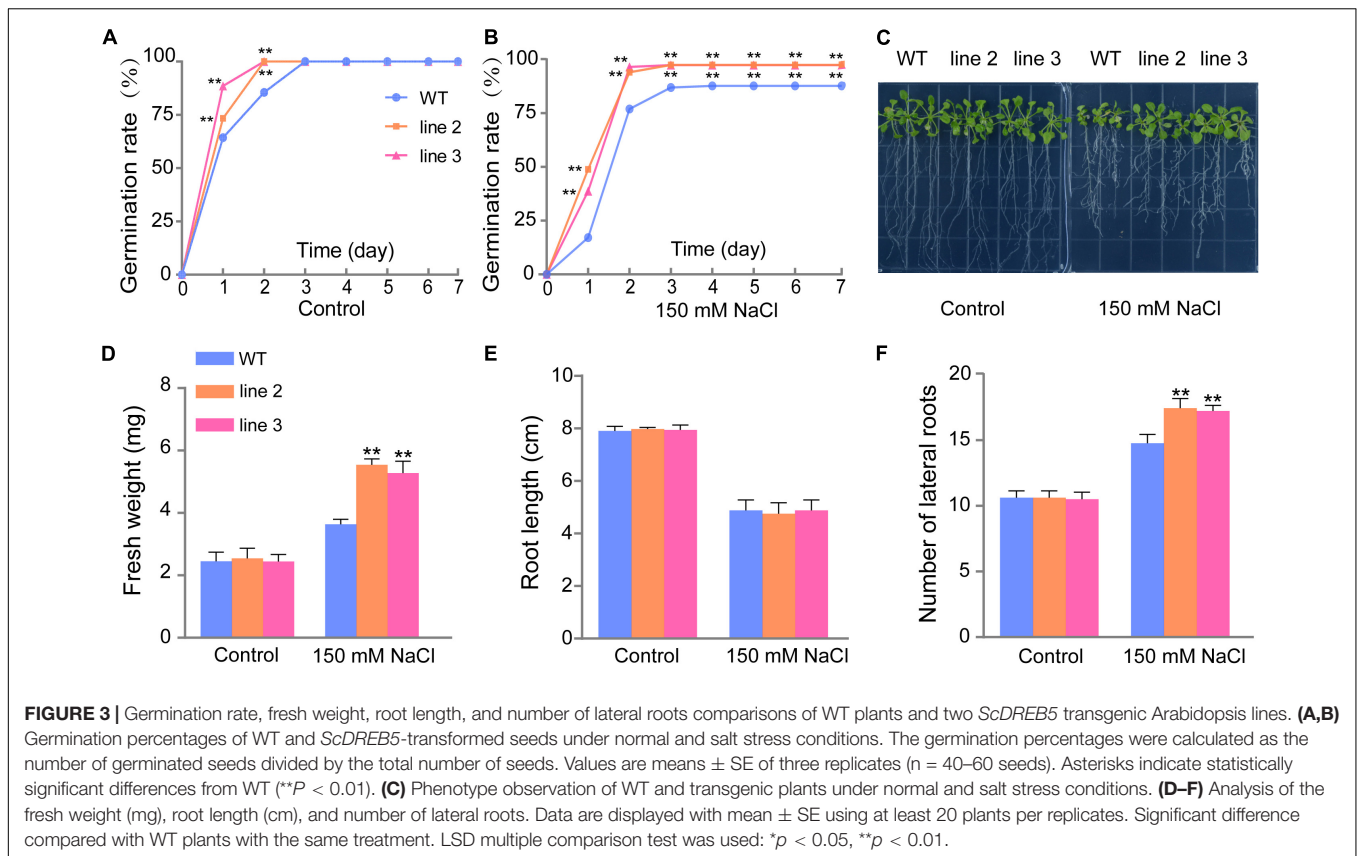 A
100
75
50
25
0
Germination rate (%)
**
**
**
**
WT
line 2
line 3
Time (day)
0 1 2 3 4 5 6 7
Control
B
100
75
50
25
0
Germination rate (%)
** ** ** ** ** **
** ** ** ** ** **
**
**
Time (day)
0 1 2 3 4 5 6 7
150 mM NaCl
C
WT line 2 line 3 WT line 2 line 3
Control 150 mM NaCl
D
WT
line 2
line 3
8
6
4
2
0
Fresh weight (mg)
** **
Control 150 mM NaCl
E
10
8
6
4
2
0
Root length (cm)
Control 150 mM NaCl
F
20
15
10
5
0
Number of lateral roots
** **
Control 150 mM NaCl
FIGURE 3 | Germination rate, fresh weight, root length, and number of lateral roots comparisons of WT plants and two ScDREB5 transgenic Arabidopsis lines. (A,B)
Germination percentages of WT and ScDREB5-transformed seeds under normal and salt stress conditions. The germination percentages were calculated as the
number of germinated seeds divided by the total number of seeds. Values are means ± SE of three replicates (n = 40–60 seeds). Asterisks indicate statistically
significant differences from WT (**P < 0.01). (C) Phenotype observation of WT and transgenic plants under normal and salt stress conditions. (D–F) Analysis of the
fresh weight (mg), root length (cm), and number of lateral roots. Data are displayed with mean ± SE using at least 20 plants per replicates. Significant difference
compared with WT plants with the same treatment. LSD multiple comparison test was used: *p < 0.05, **p < 0.01.